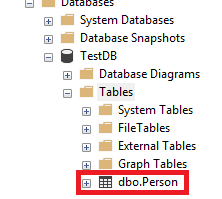 Databases
System Databases
Database Snapshots
TestDB
Database Diagrams
Tables
System Tables
FileTables
External Tables
Graph Tables
dbo.Person